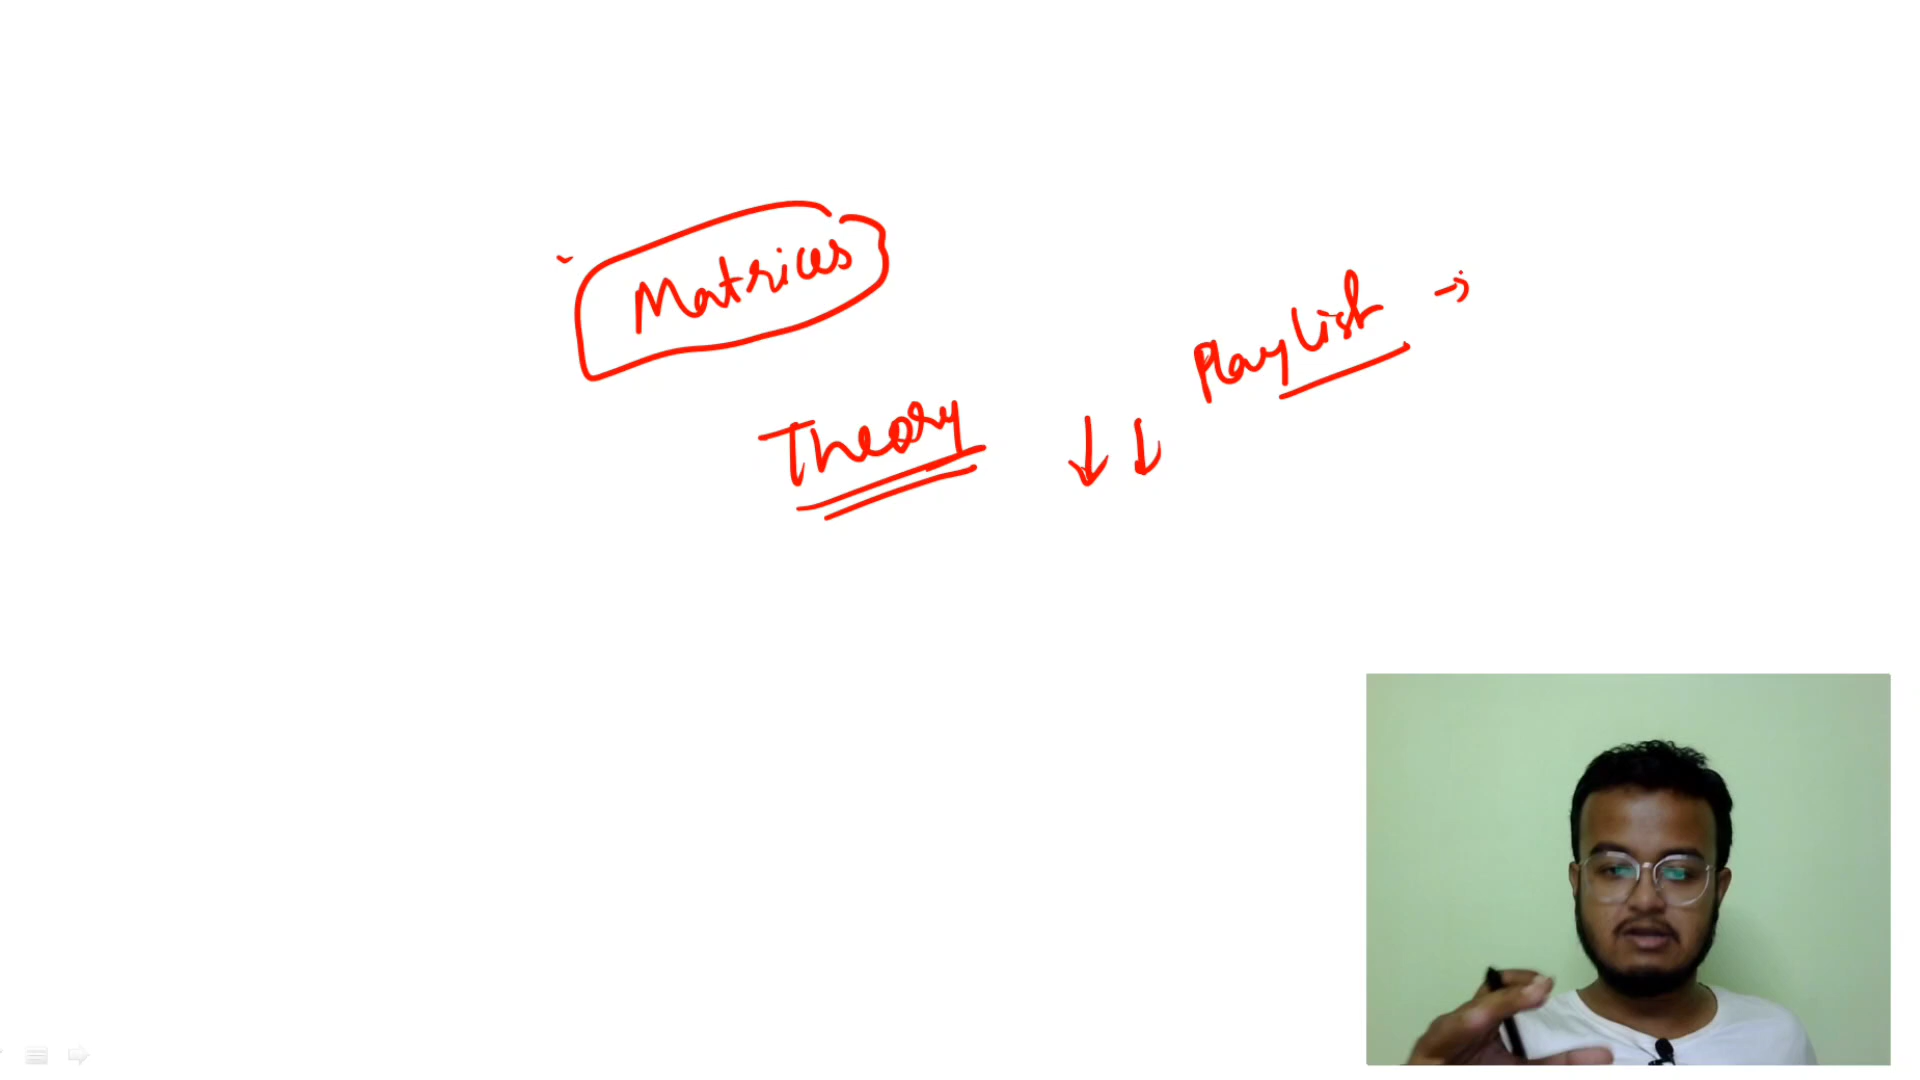 Matrices
Playlist →
Theory ↓ ↓